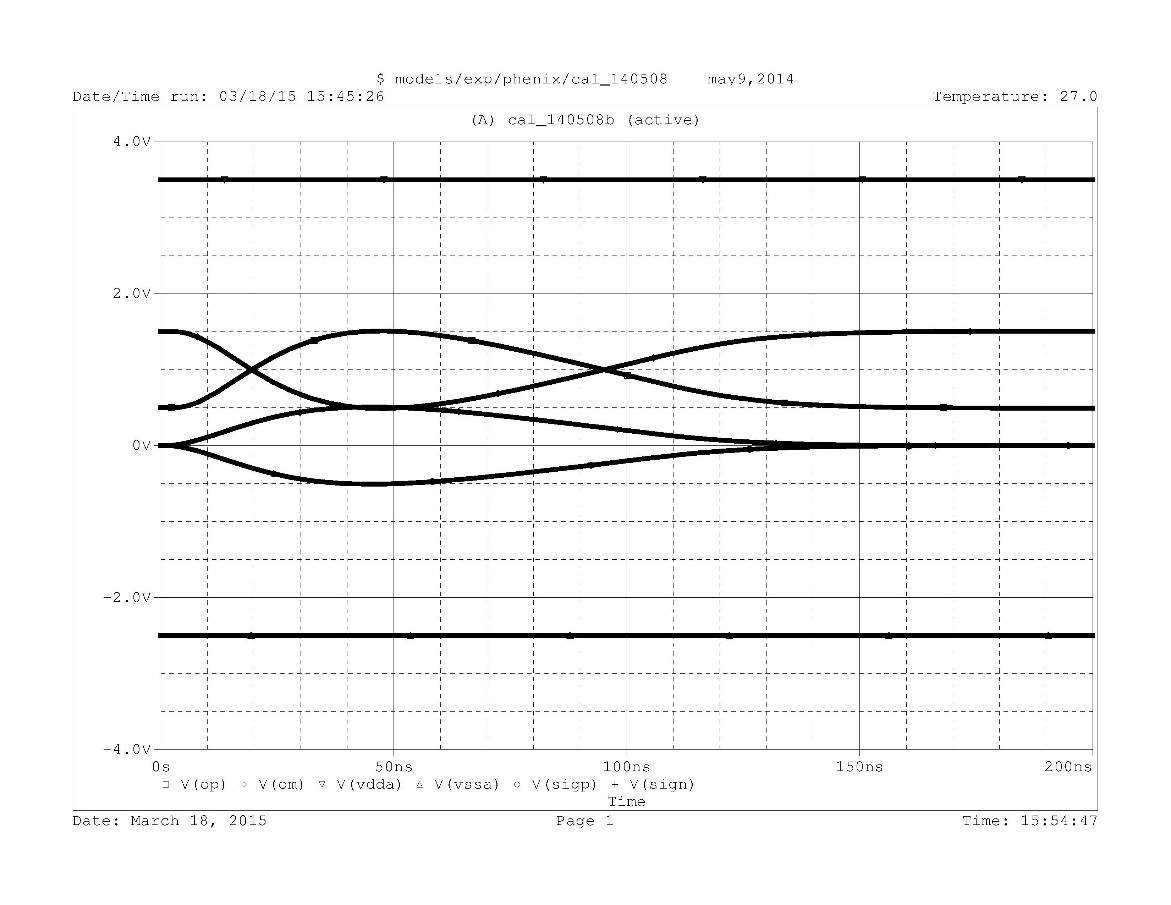 $ models/exp/phenix/cal_140508 may9,2014
Date/Time run: 03/18/15 15:45:26 Temperature: 27.0
(A) cal_140508b (active)
4.0V
2.0V
0V
-2.0V
-4.0V
0s 50ns 100ns 150ns 200ns
V(op) V(om) V(vdda) V(vssa) V(sigp) V(sign)
Time
Date: March 18, 2015 Page 1 Time: 15:54:47